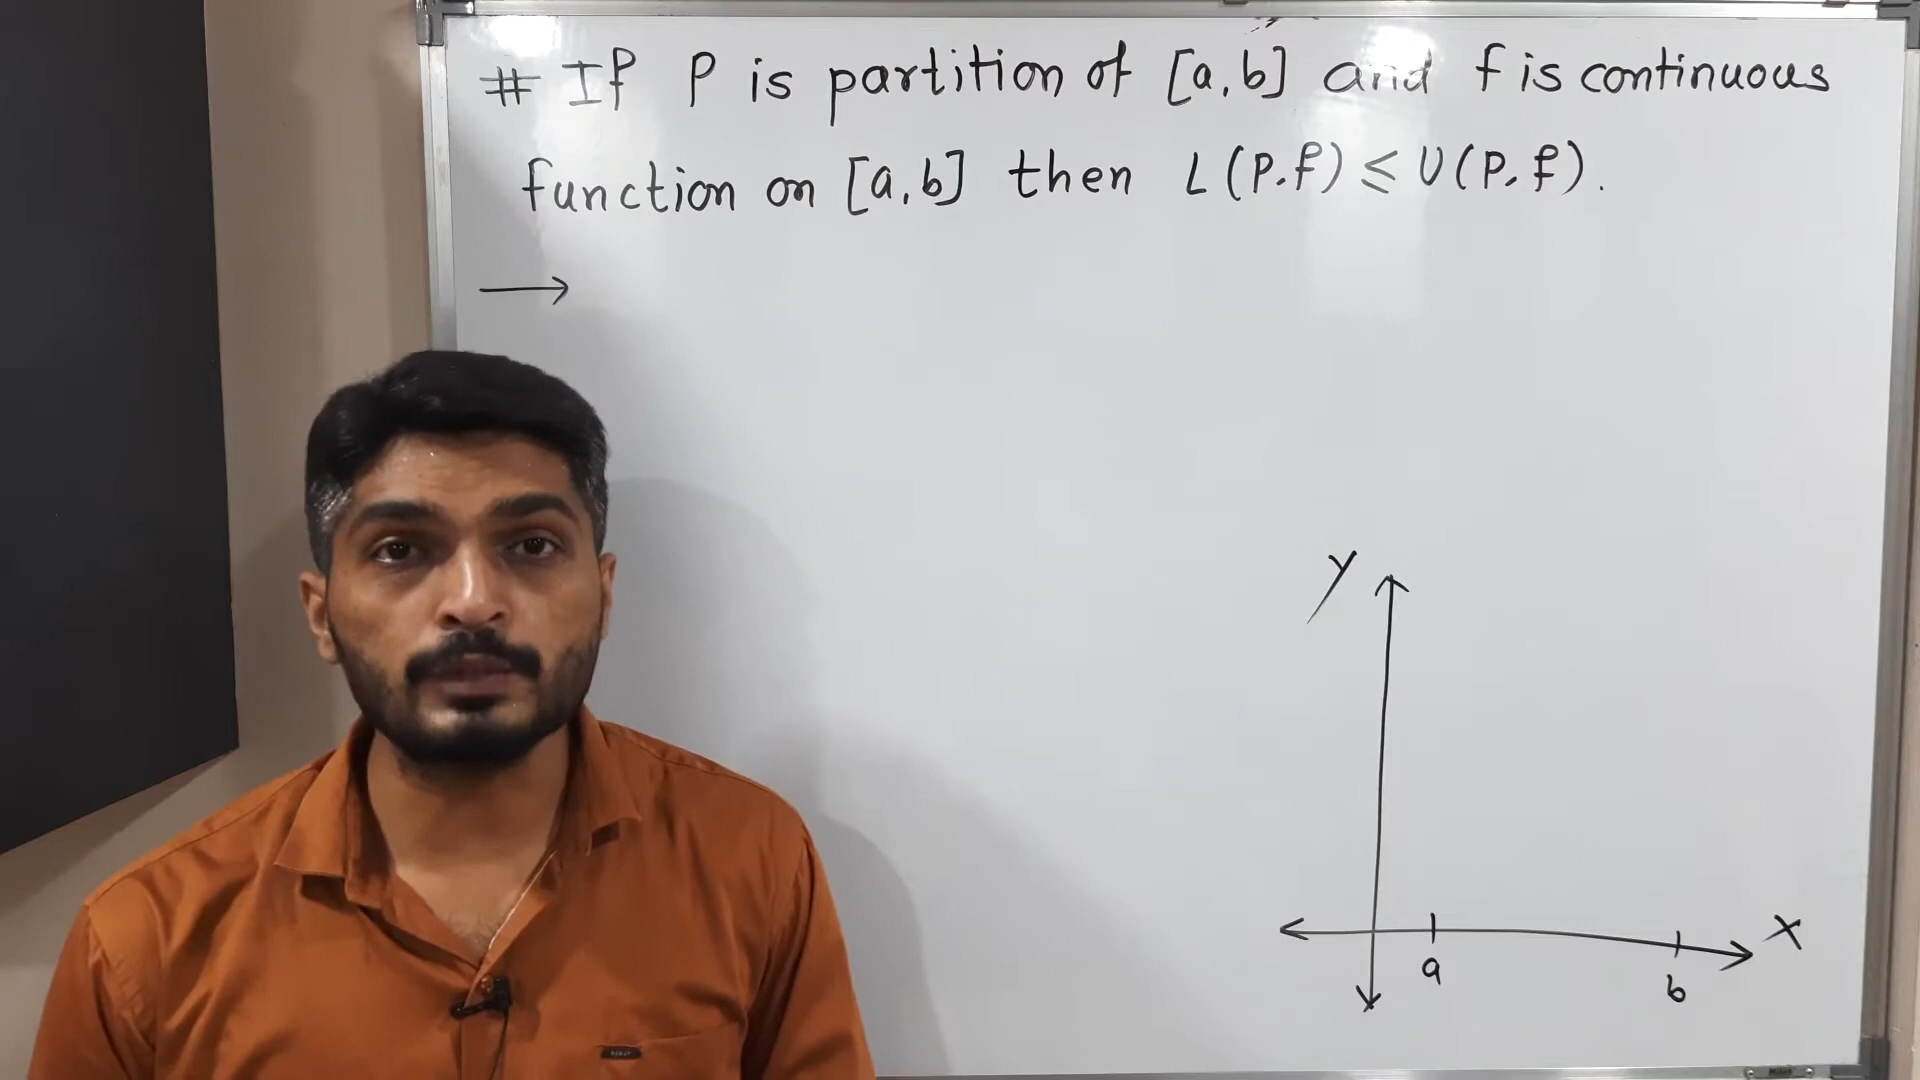 # If P is partition of [a,b] and f is continuous
function on [a,b] then L(P,f) ⩽ U(P,f).
→
y
x
a
b